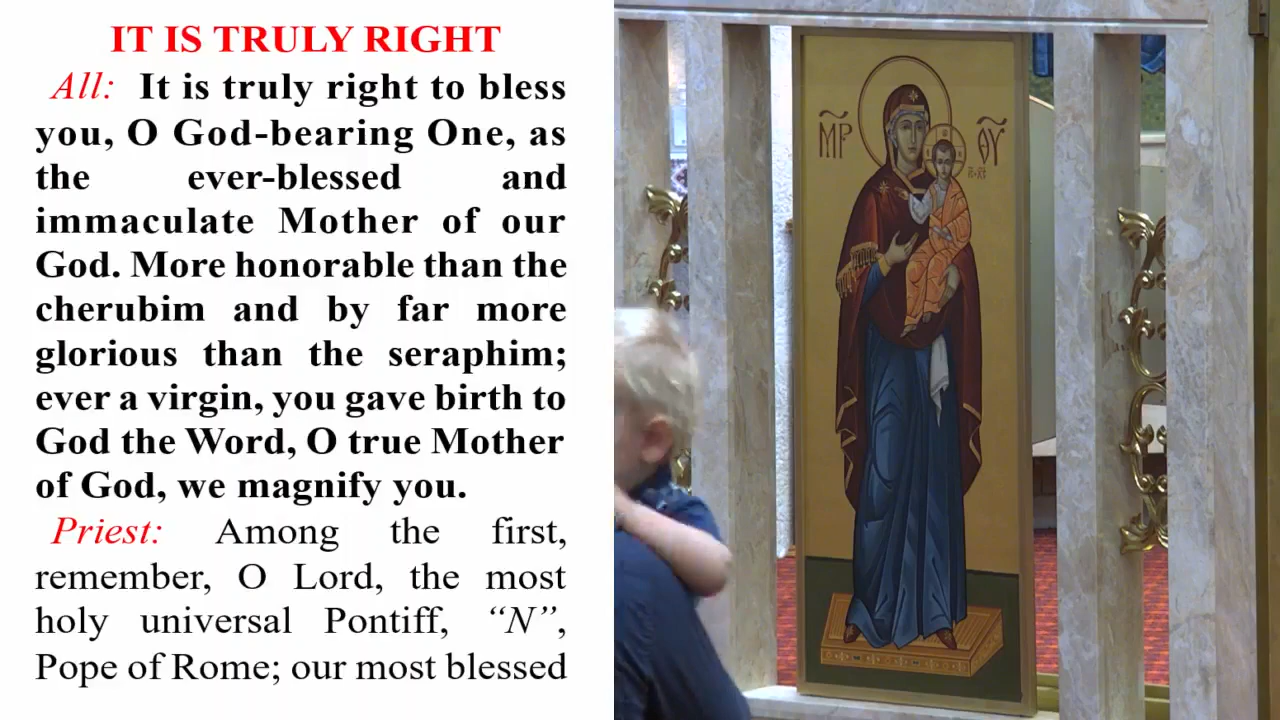 IT IS TRULY RIGHT
All: It is truly right to bless
you, O God-bearing One, as
the ever-blessed and
immaculate Mother of our
God. More honorable than the
cherubim and by far more
glorious than the seraphim;
ever a virgin, you gave birth to
God the Word, O true Mother
of God, we magnify you.
Priest: Among the first,
remember, O Lord, the most
holy universal Pontiff, “N”,
Pope of Rome; our most blessed
ΜΡ ΘΥ